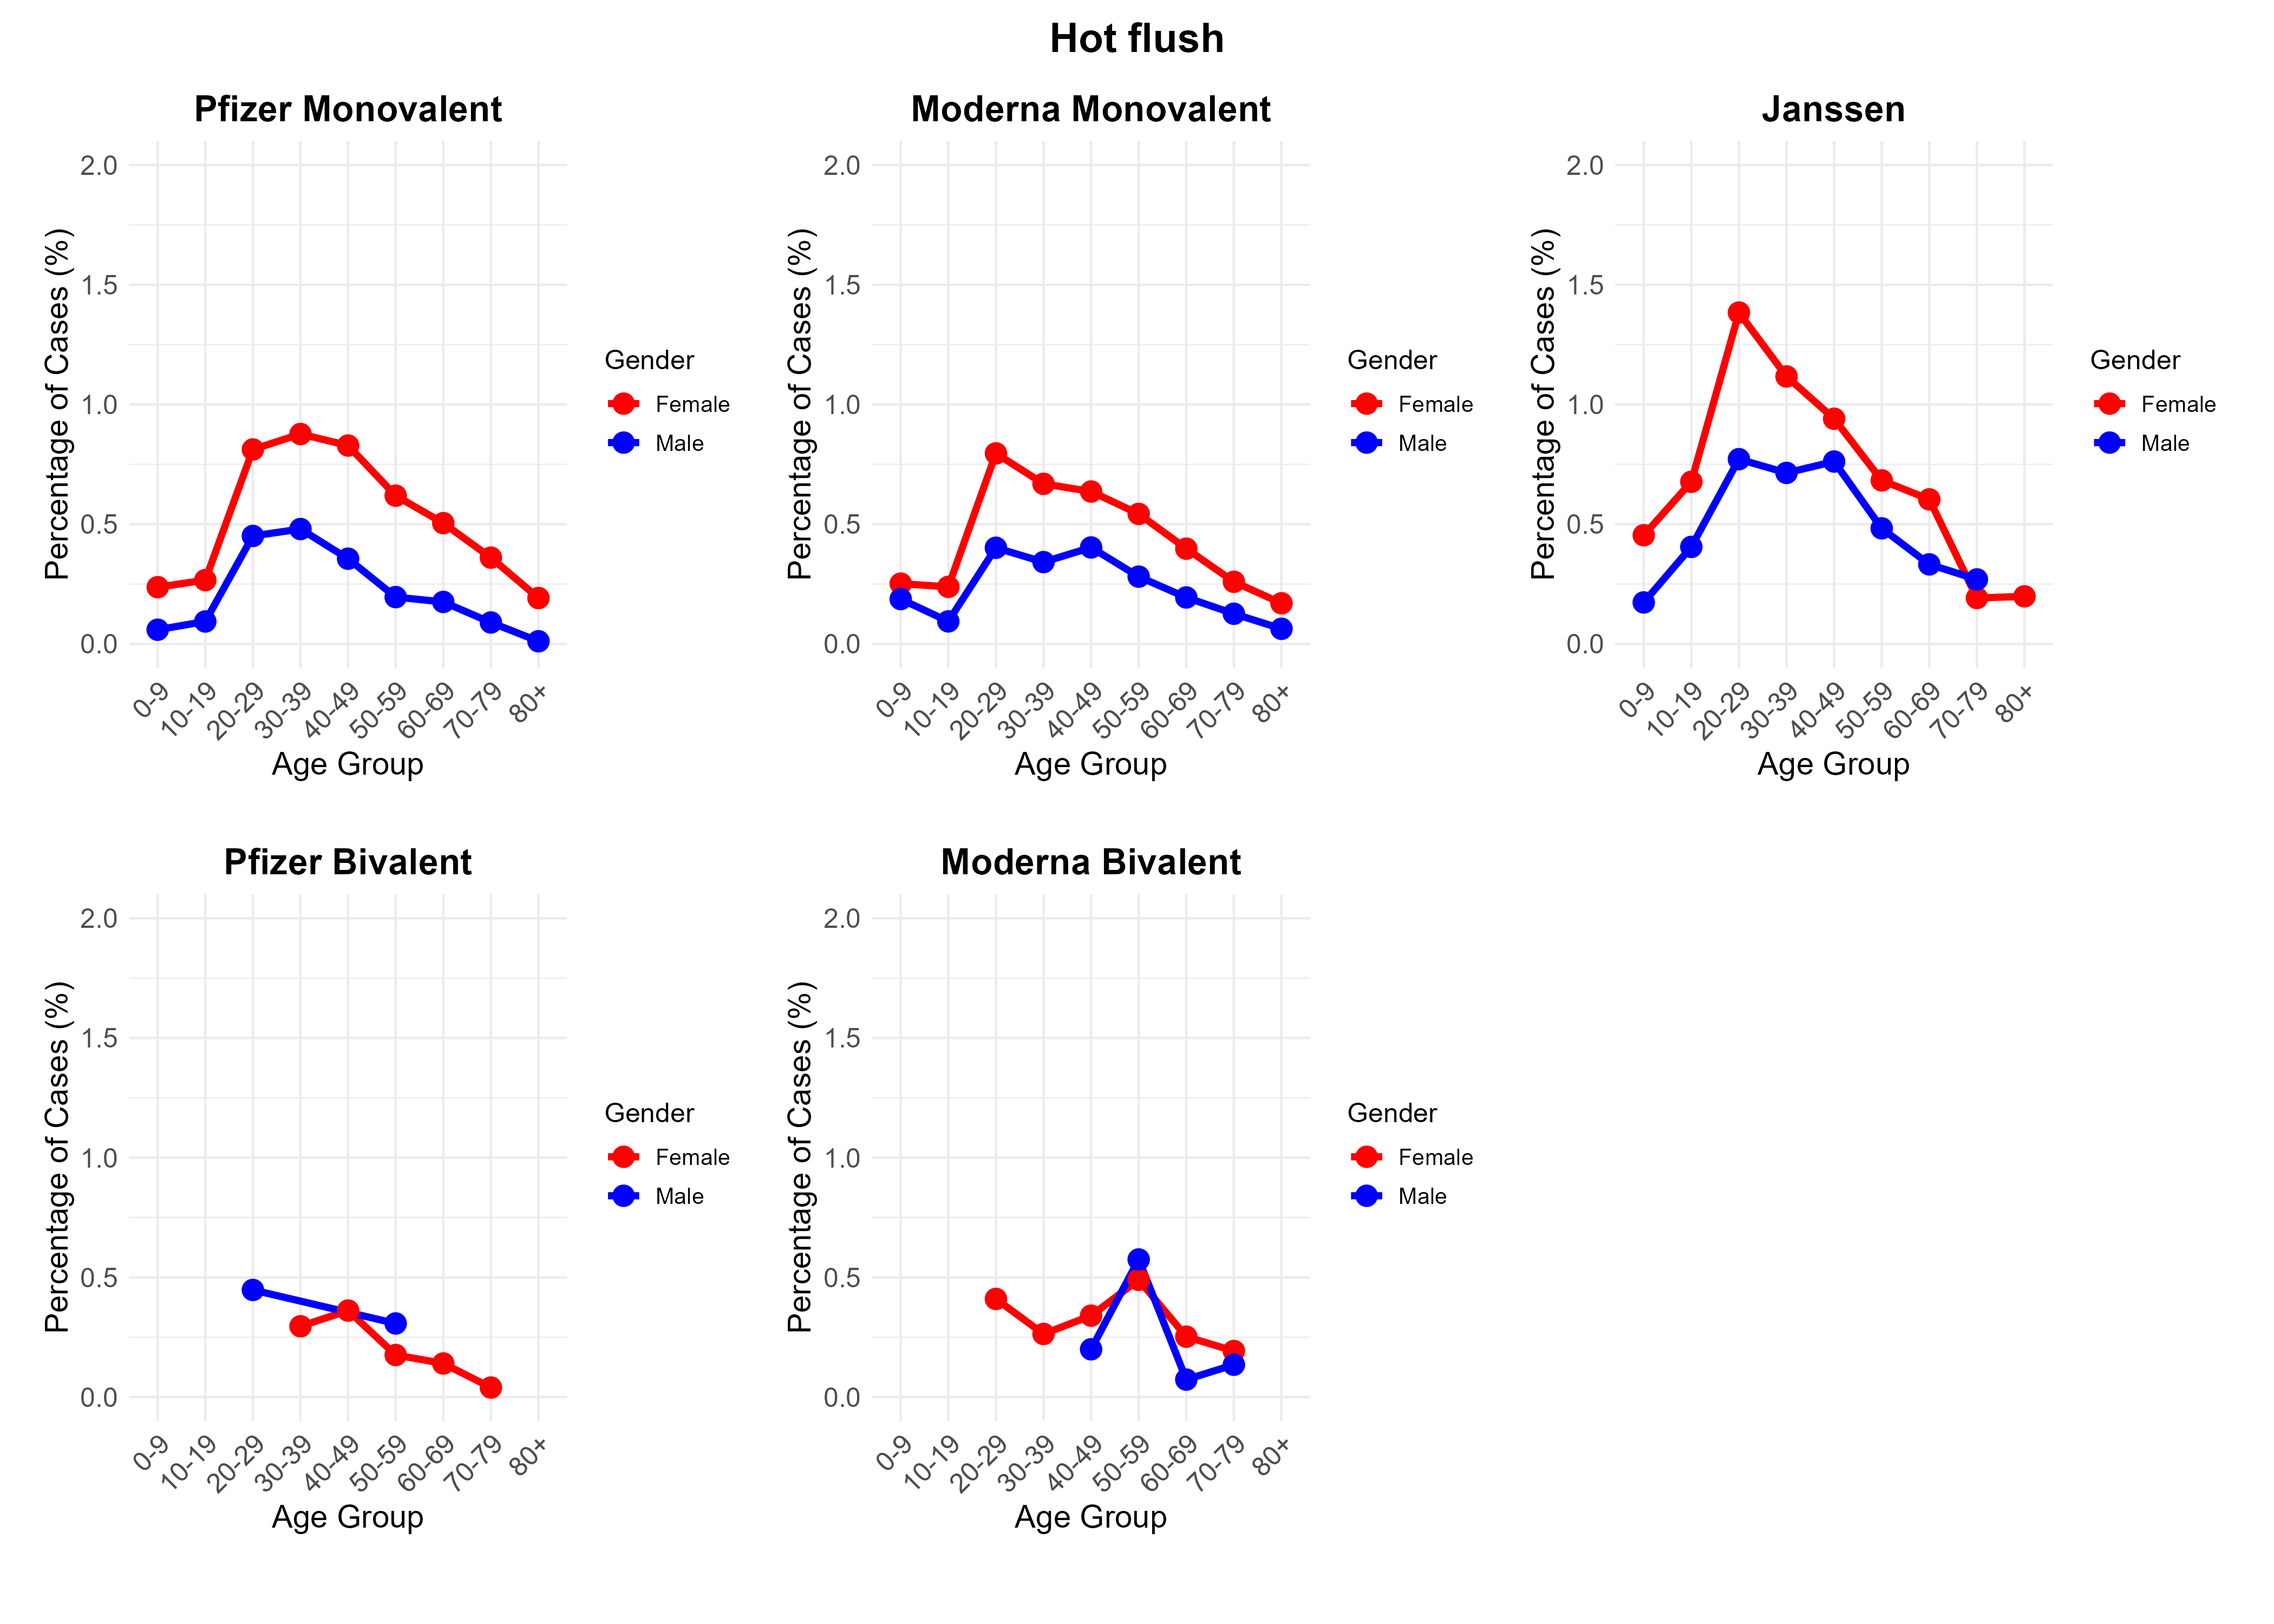 Hot flush
Pfizer Monovalent
Percentage of Cases (%)
2.0
1.5
1.0
0.5
0.0
0-9
10-19
20-29
30-39
40-49
50-59
60-69
70-79
80+
Age Group
Gender
Female
Male
Moderna Monovalent
Percentage of Cases (%)
2.0
1.5
1.0
0.5
0.0
0-9
10-19
20-29
30-39
40-49
50-59
60-69
70-79
80+
Age Group
Gender
Female
Male
Janssen
Percentage of Cases (%)
2.0
1.5
1.0
0.5
0.0
0-9
10-19
20-29
30-39
40-49
50-59
60-69
70-79
80+
Age Group
Gender
Female
Male
Pfizer Bivalent
Percentage of Cases (%)
2.0
1.5
1.0
0.5
0.0
0-9
10-19
20-29
30-39
40-49
50-59
60-69
70-79
80+
Age Group
Gender
Female
Male
Moderna Bivalent
Percentage of Cases (%)
2.0
1.5
1.0
0.5
0.0
0-9
10-19
20-29
30-39
40-49
50-59
60-69
70-79
80+
Age Group
Gender
Female
Male